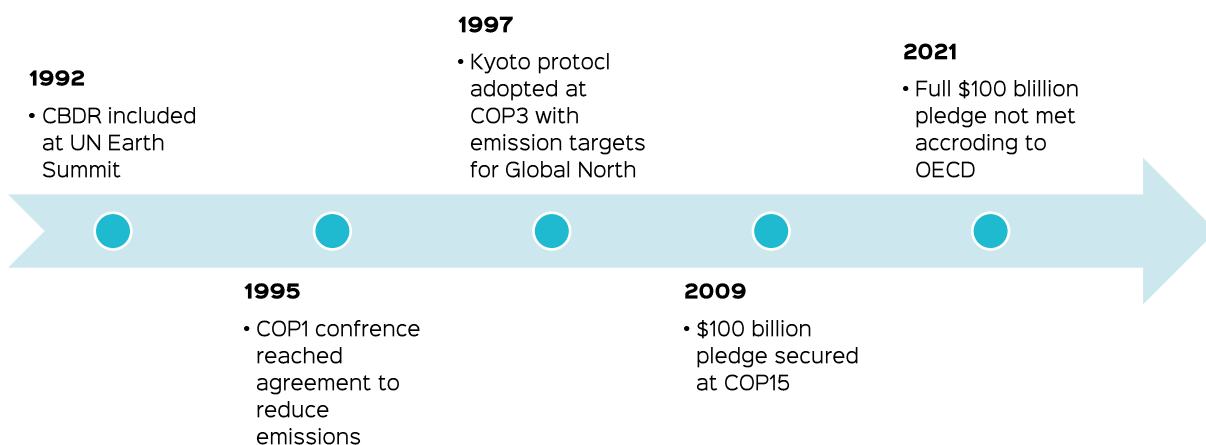 1992
• CBDR included
at UN Earth
Summit
1995
• COP1 confrence
reached
agreement to
reduce
emissions
1997
• Kyoto protocl
adopted at
COP3 with
emission targets
for Global North
2009
• $100 billion
pledge secured
at COP15
2021
• Full $100 blillion
pledge not met
accroding to
OECD